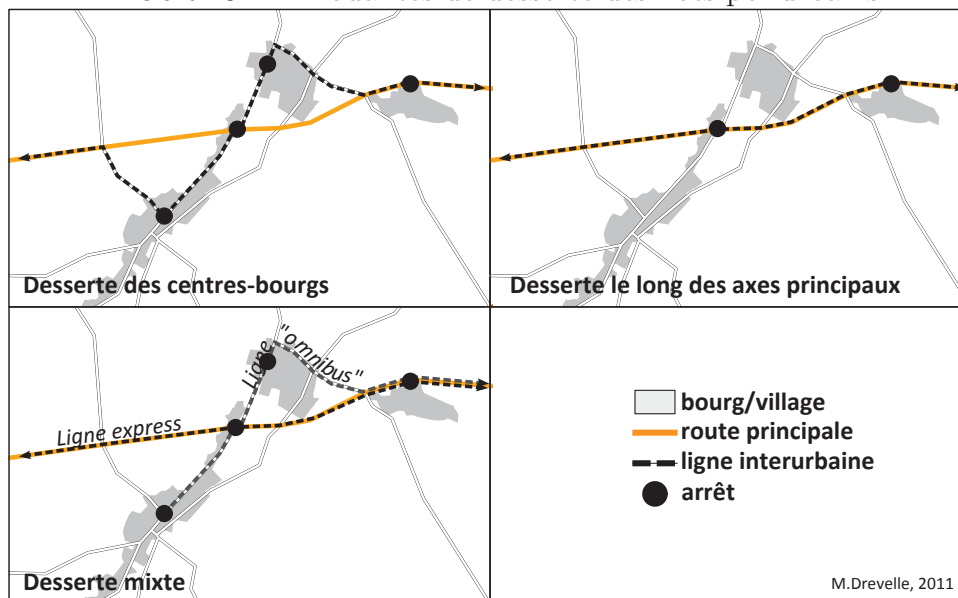 Desserte des centres-bourgs
Desserte le long des axes principaux
Ligne "omnibus"
Ligne express
Desserte mixte
bourg/village
route principale
ligne interurbaine
arrêt
M.Drevelle, 2011